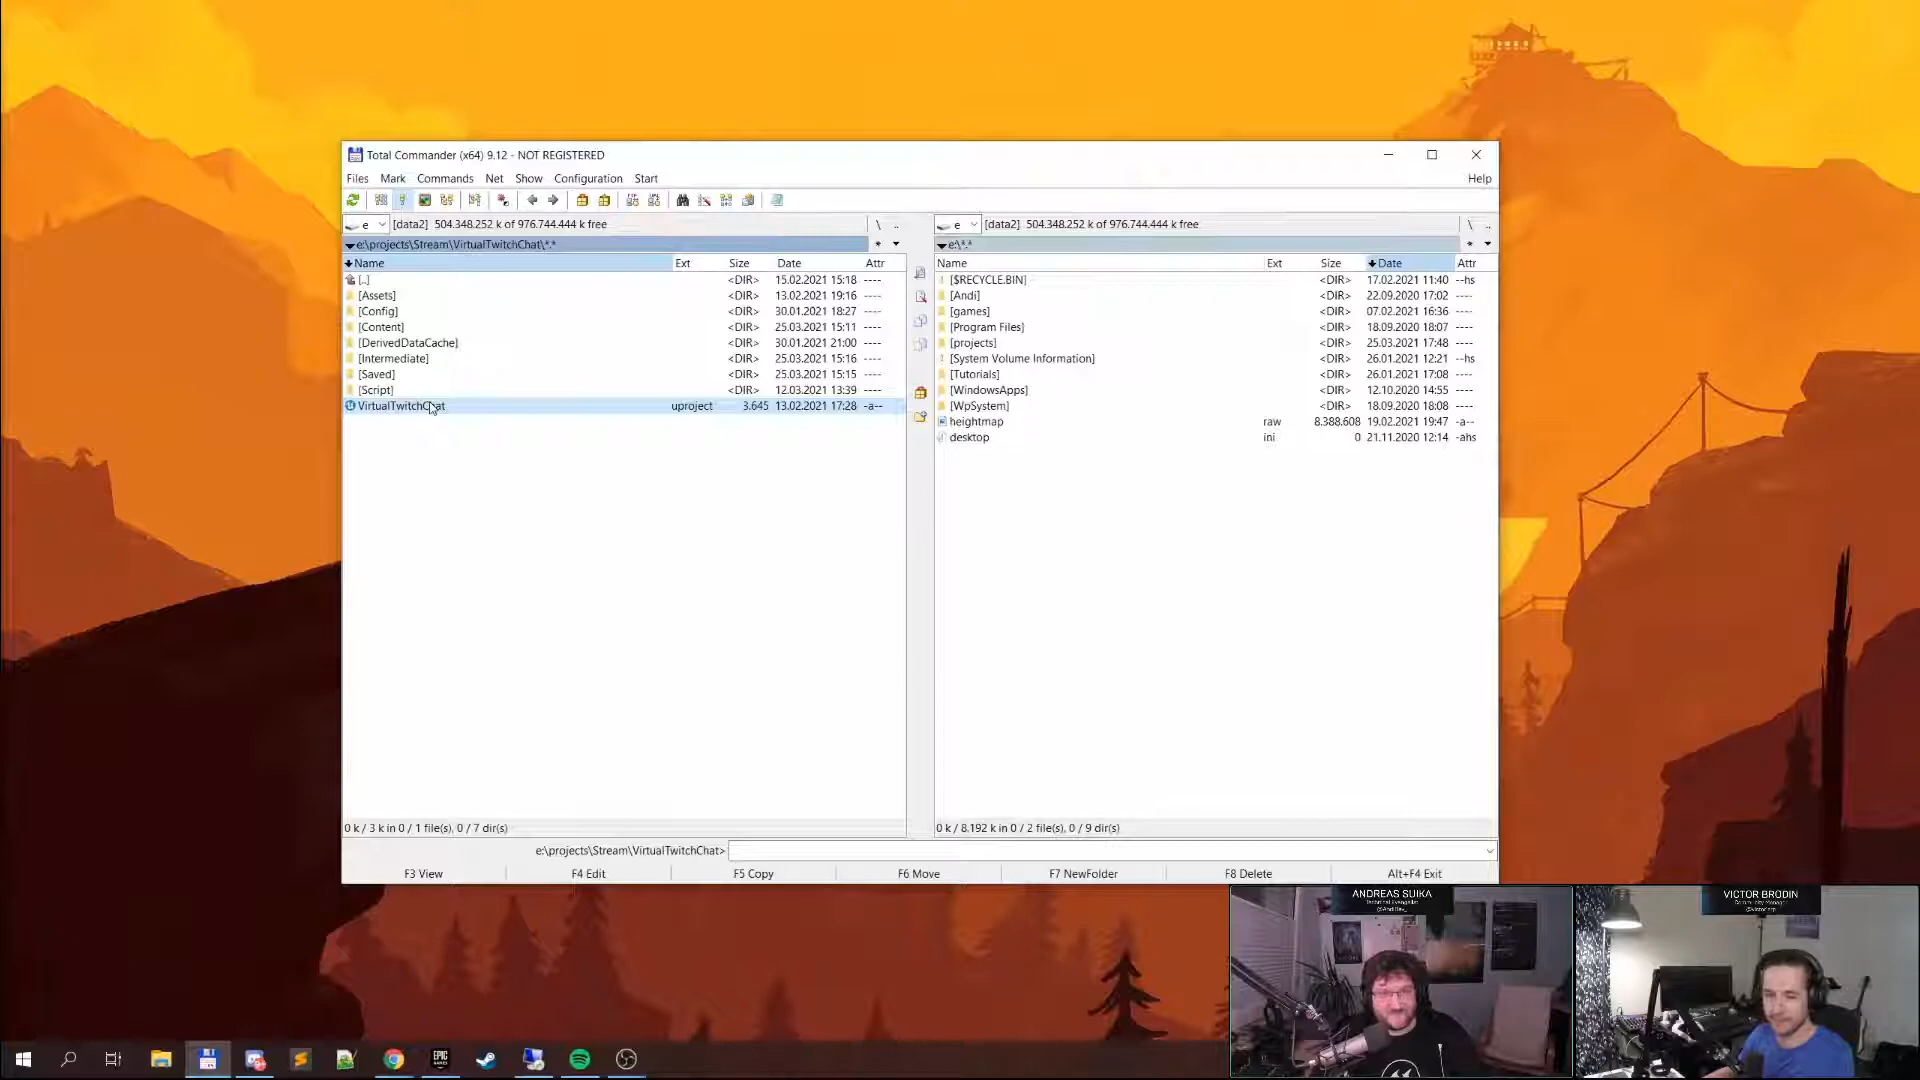 Total Commander (x64) 9.12 - NOT REGISTERED
Files Mark Commands Net Show Configuration Start Help
e [data2] 504.348.252 k of 976.744.444 k free \ ..
e [data2] 504.348.252 k of 976.744.444 k free \ ..
e:\projects\Stream\VirtualTwitchChat\*.* *
e:\*.* *
Name Ext Size Date Attr
[..] <DIR> 15.02.2021 15:18 ----
[Assets] <DIR> 13.02.2021 19:16 ----
[Config] <DIR> 30.01.2021 18:27 ----
[Content] <DIR> 25.03.2021 15:11 ----
[DerivedDataCache] <DIR> 30.01.2021 21:00 ----
[Intermediate] <DIR> 25.03.2021 15:16 ----
[Saved] <DIR> 25.03.2021 15:15 ----
[Script] <DIR> 12.03.2021 13:39 ----
VirtualTwitchChat uproject 3.645 13.02.2021 17:28 -a--
Name Ext Size Date Attr
[$RECYCLE.BIN] <DIR> 17.02.2021 11:40 --hs
[Andi] <DIR> 22.09.2020 17:02 ----
[games] <DIR> 07.02.2021 16:36 ----
[Program Files] <DIR> 18.09.2020 18:07 ----
[projects] <DIR> 25.03.2021 17:48 ----
[System Volume Information] <DIR> 26.01.2021 12:21 --hs
[Tutorials] <DIR> 26.01.2021 17:08 ----
[WindowsApps] <DIR> 12.10.2020 14:55 ----
[WpSystem] <DIR> 18.09.2020 18:08 ----
heightmap raw 8.388.608 19.02.2021 19:47 -a--
desktop ini 0 21.11.2020 12:14 -ahs
0 k / 3 k in 0 / 1 file(s), 0 / 7 dir(s)
0 k / 8.192 k in 0 / 2 file(s), 0 / 9 dir(s)
e:\projects\Stream\VirtualTwitchChat>
F3 View F4 Edit F5 Copy F6 Move F7 NewFolder F8 Delete Alt+F4 Exit
ANDREAS SUIKA
Technical Evangelist
VICTOR BRODIN
Community Manager
EPIC
GAMES